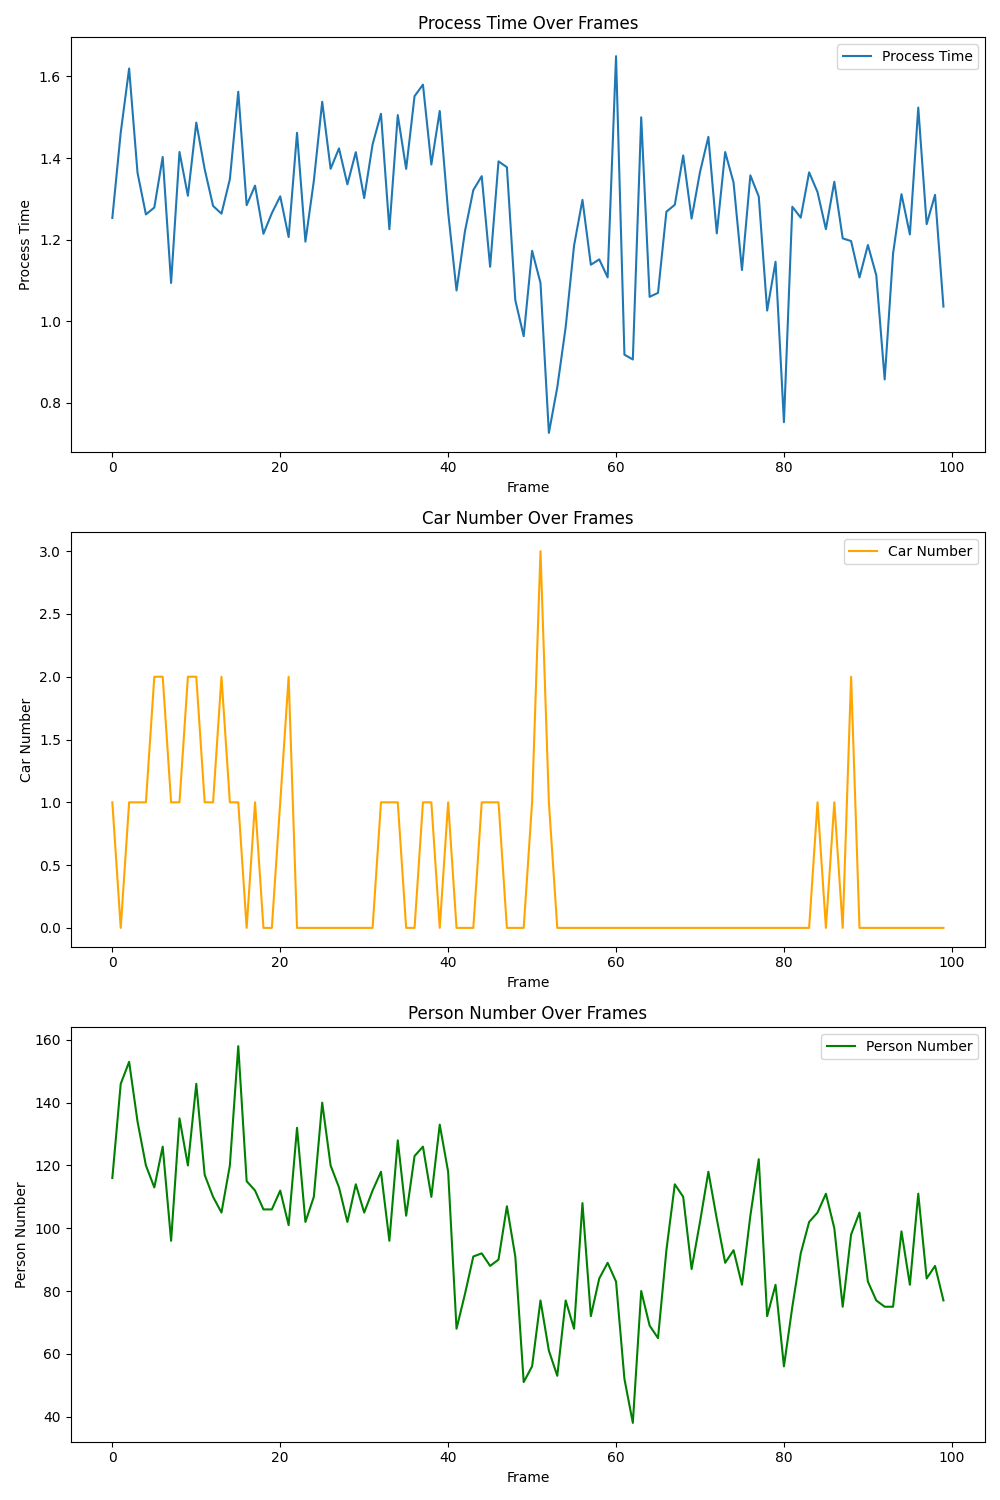 Process Time Over Frames
Process Time
1.6
1.4
1.2
1.0
0.8
Process Time
0 20 40 60 80 100
Frame
Car Number Over Frames
Car Number
3.0
2.5
2.0
1.5
1.0
0.5
0.0
Car Number
0 20 40 60 80 100
Frame
Person Number Over Frames
Person Number
160
140
120
100
80
60
40
Person Number
0 20 40 60 80 100
Frame